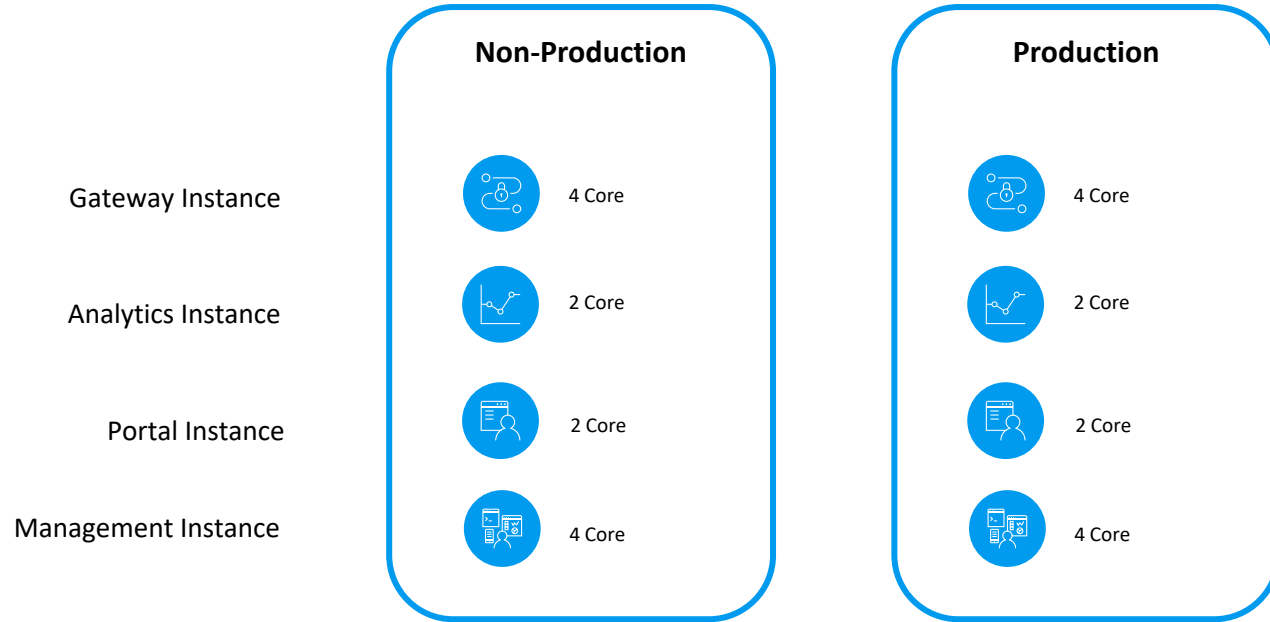 Non-Production
Production
Gateway Instance
4 Core
4 Core
Analytics Instance
2 Core
2 Core
Portal Instance
2 Core
2 Core
Management Instance
4 Core
4 Core